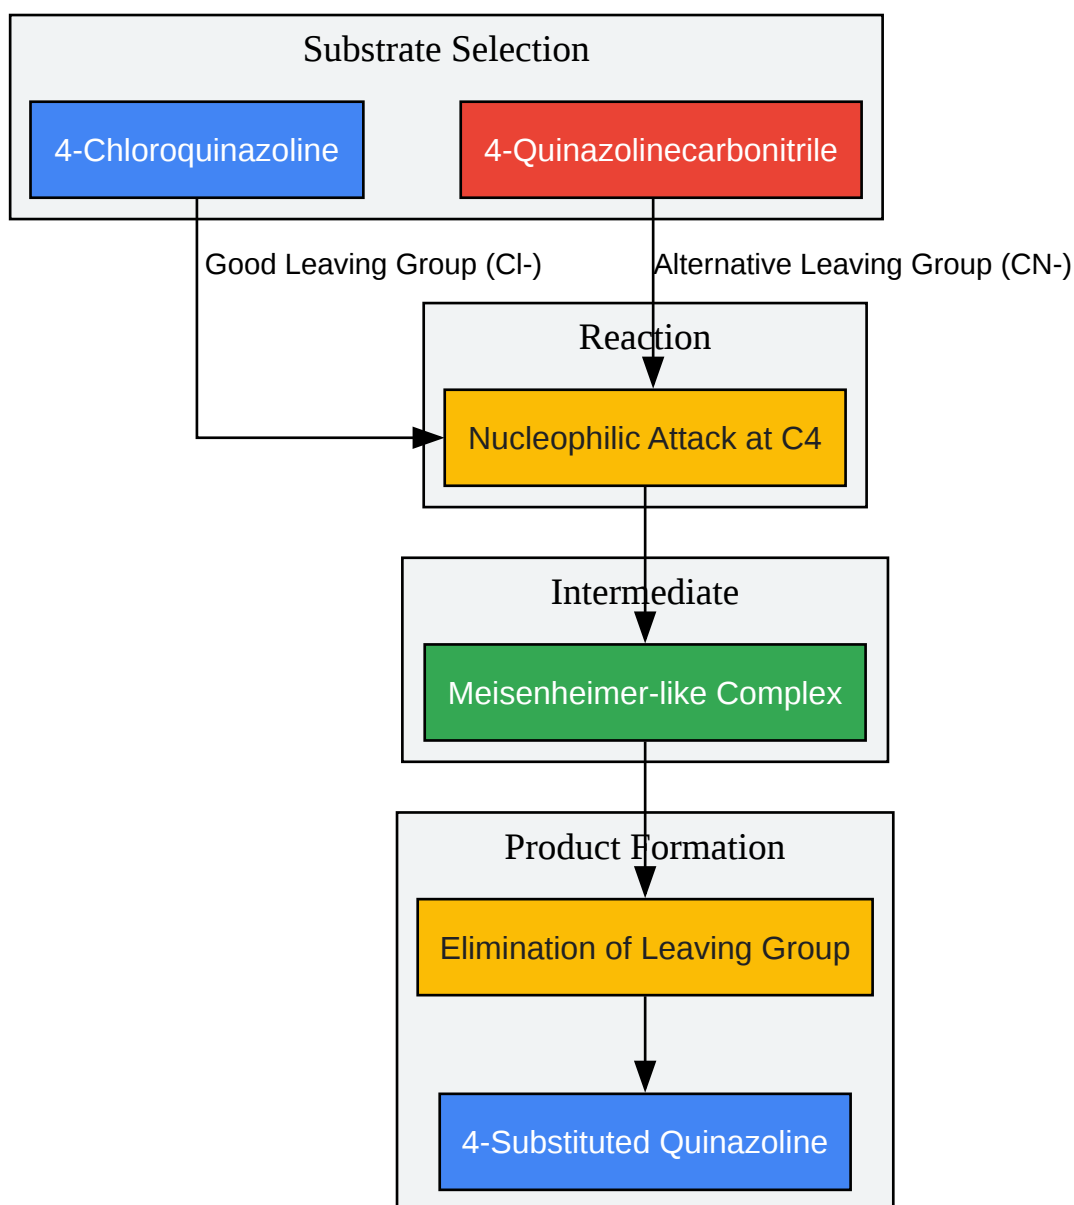 Substrate Selection
4-Chloroquinazoline
4-Quinazolinecarbonitrile
Good Leaving Group (Cl-)
Alternative Leaving Group (CN-)
Reaction
Nucleophilic Attack at C4
Intermediate
Meisenheimer-like Complex
Product Formation
Elimination of Leaving Group
4-Substituted Quinazoline